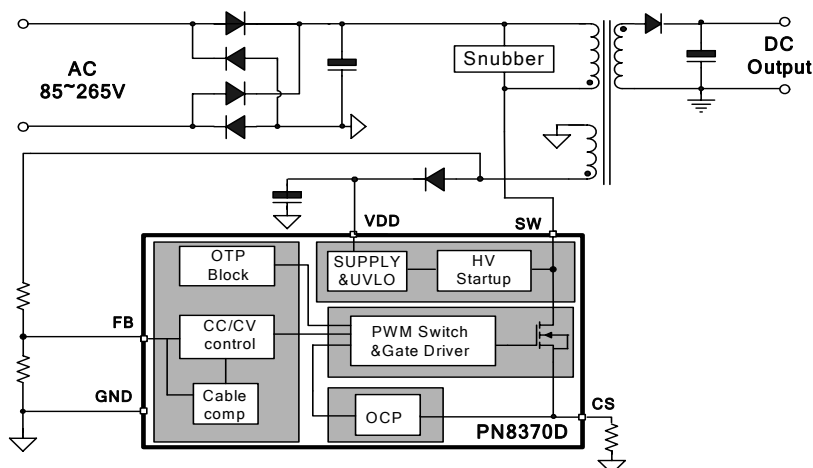 AC
85~265V
Snubber
DC
Output
VDD
SW
OTP
Block
SUPPLY
&UVLO
HV
Startup
FB
CC/CV
control
PWM Switch
&Gate Driver
GND
Cable
comp
OCP
CS
PN8370D